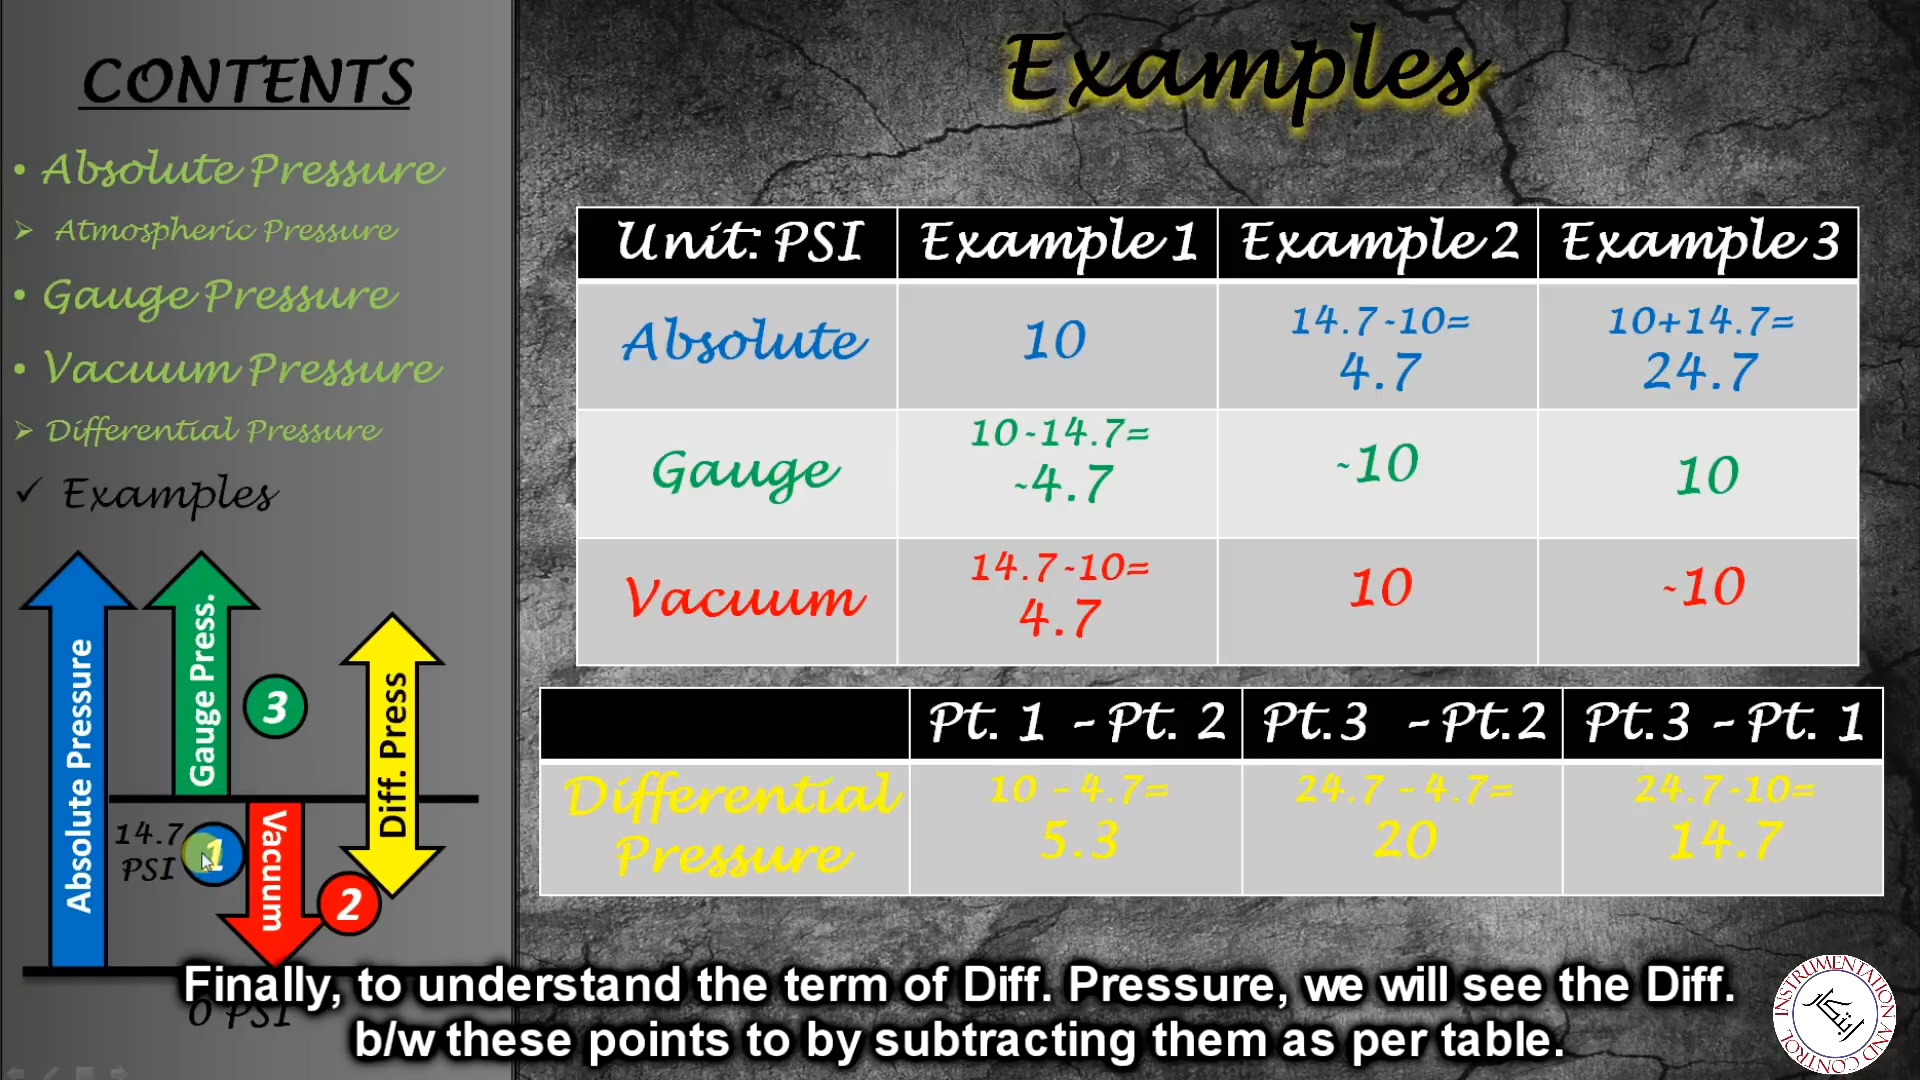 CONTENTS
• Absolute Pressure
➢ Atmospheric Pressure
• Gauge Pressure
• Vacuum Pressure
➢ Differential Pressure
✓ Examples
Absolute Pressure
Gauge Press.
3
Diff. Press
14.7
PSI
1
Vacuum
2
0 PSI
Examples
Unit: PSI Example 1 Example 2 Example 3
Absolute 10 14.7-10= 4.7 10+14.7= 24.7
Gauge 10-14.7= -4.7 -10 10
Vacuum 14.7-10= 4.7 10 -10
Pt. 1 - Pt. 2 Pt.3 - Pt.2 Pt.3 - Pt. 1
Differential Pressure 10 - 4.7= 5.3 24.7 - 4.7= 20 24.7-10= 14.7
Finally, to understand the term of Diff. Pressure, we will see the Diff.
b/w these points to by subtracting them as per table.
INSTRUMENTATION AND CONTROL
ابتکار